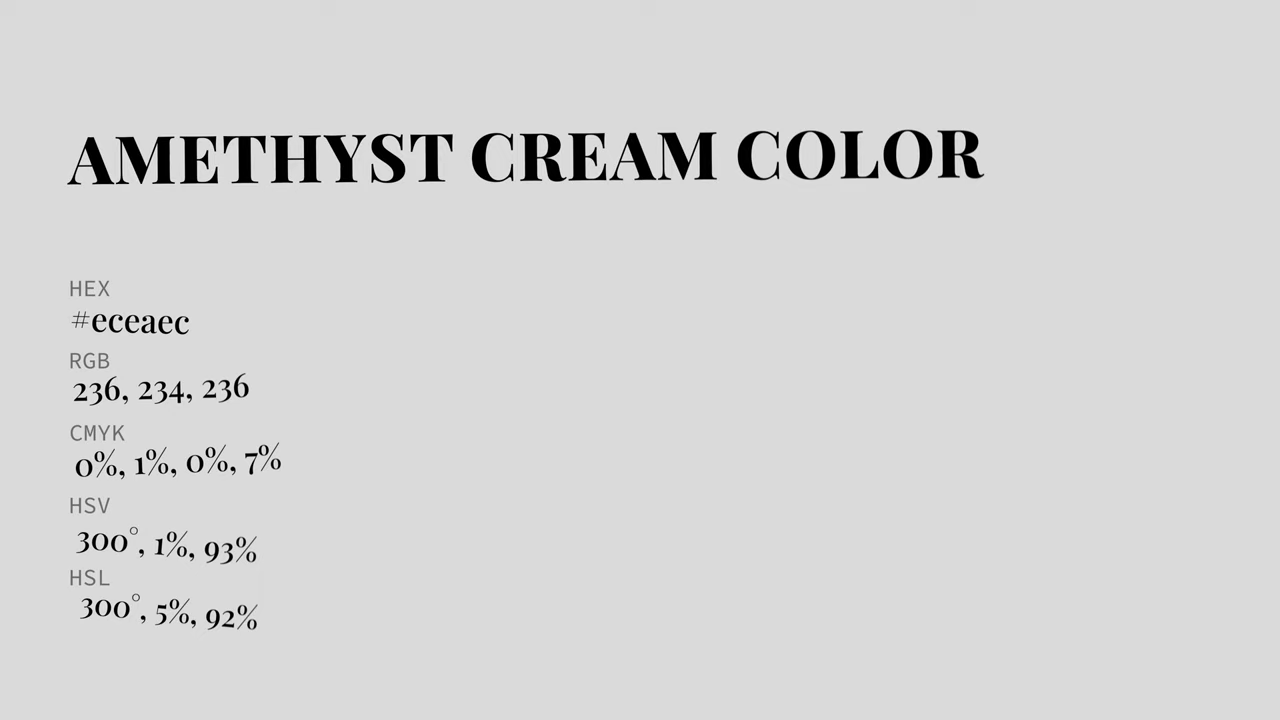 AMETHYST CREAM COLOR
HEX
#eceaec
RGB
236, 234, 236
CMYK
0%, 1%, 0%, 7%
HSV
300°, 1%, 93%
HSL
300°, 5%, 92%